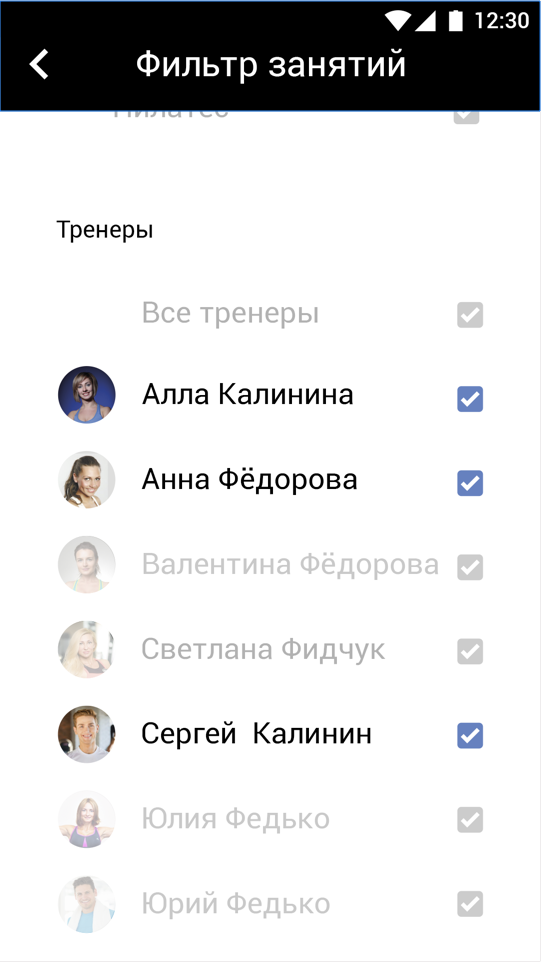 12:30
Фильтр занятий
Пилатес
Тренеры
Все тренеры
Алла Калинина
Анна Фёдорова
Валентина Фёдорова
Светлана Фидчук
Сергей  Калинин
Юлия Федько
Юрий Федько